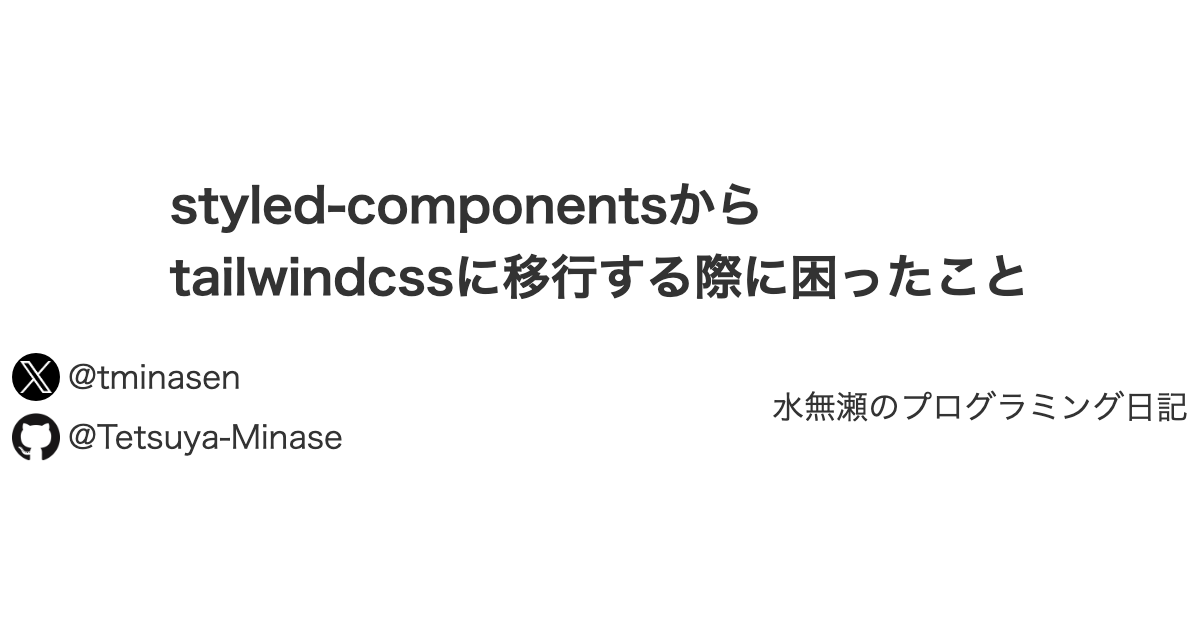 styled-componentsから
tailwindcssに移行する際に困ったこと
@tminasen
@Tetsuya-Minase
水無瀬のプログラミング日記